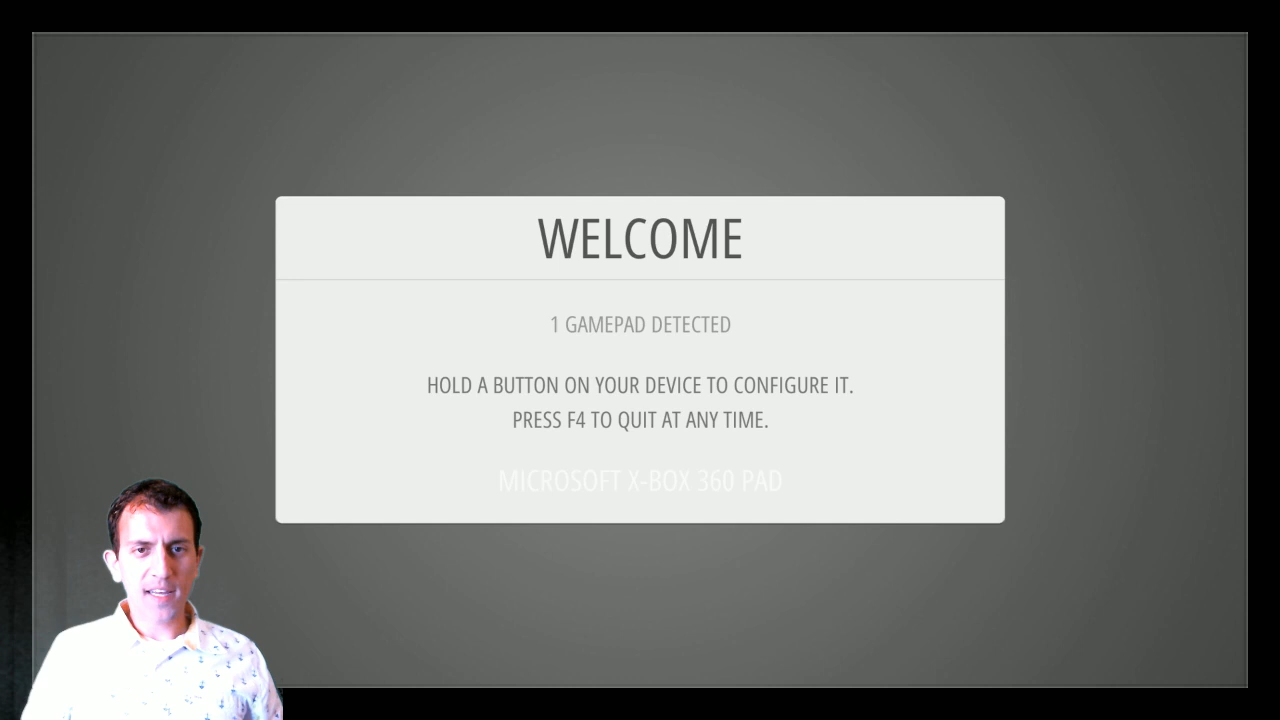 WELCOME
1 GAMEPAD DETECTED
HOLD A BUTTON ON YOUR DEVICE TO CONFIGURE IT.
PRESS F4 TO QUIT AT ANY TIME.
MICROSOFT X-BOX 360 PAD